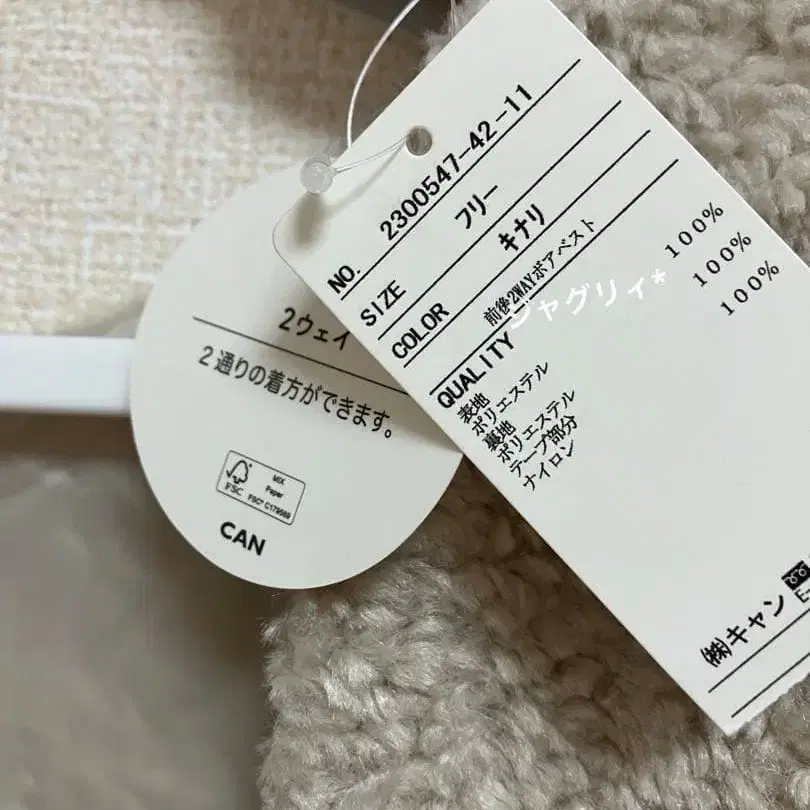 2ウェイ
2通りの着方ができます。
FSC
MIX
Paper
FSC® C179569
CAN
NO. 2300547-42-11
SIZE フリー
COLOR キナリ
前後2WAYボアベスト
QUALITY
表地
ポリエステル 100%
裏地
ポリエステル 100%
テープ部分
ナイロン 100%
㈱キャン
ジャグリィ*